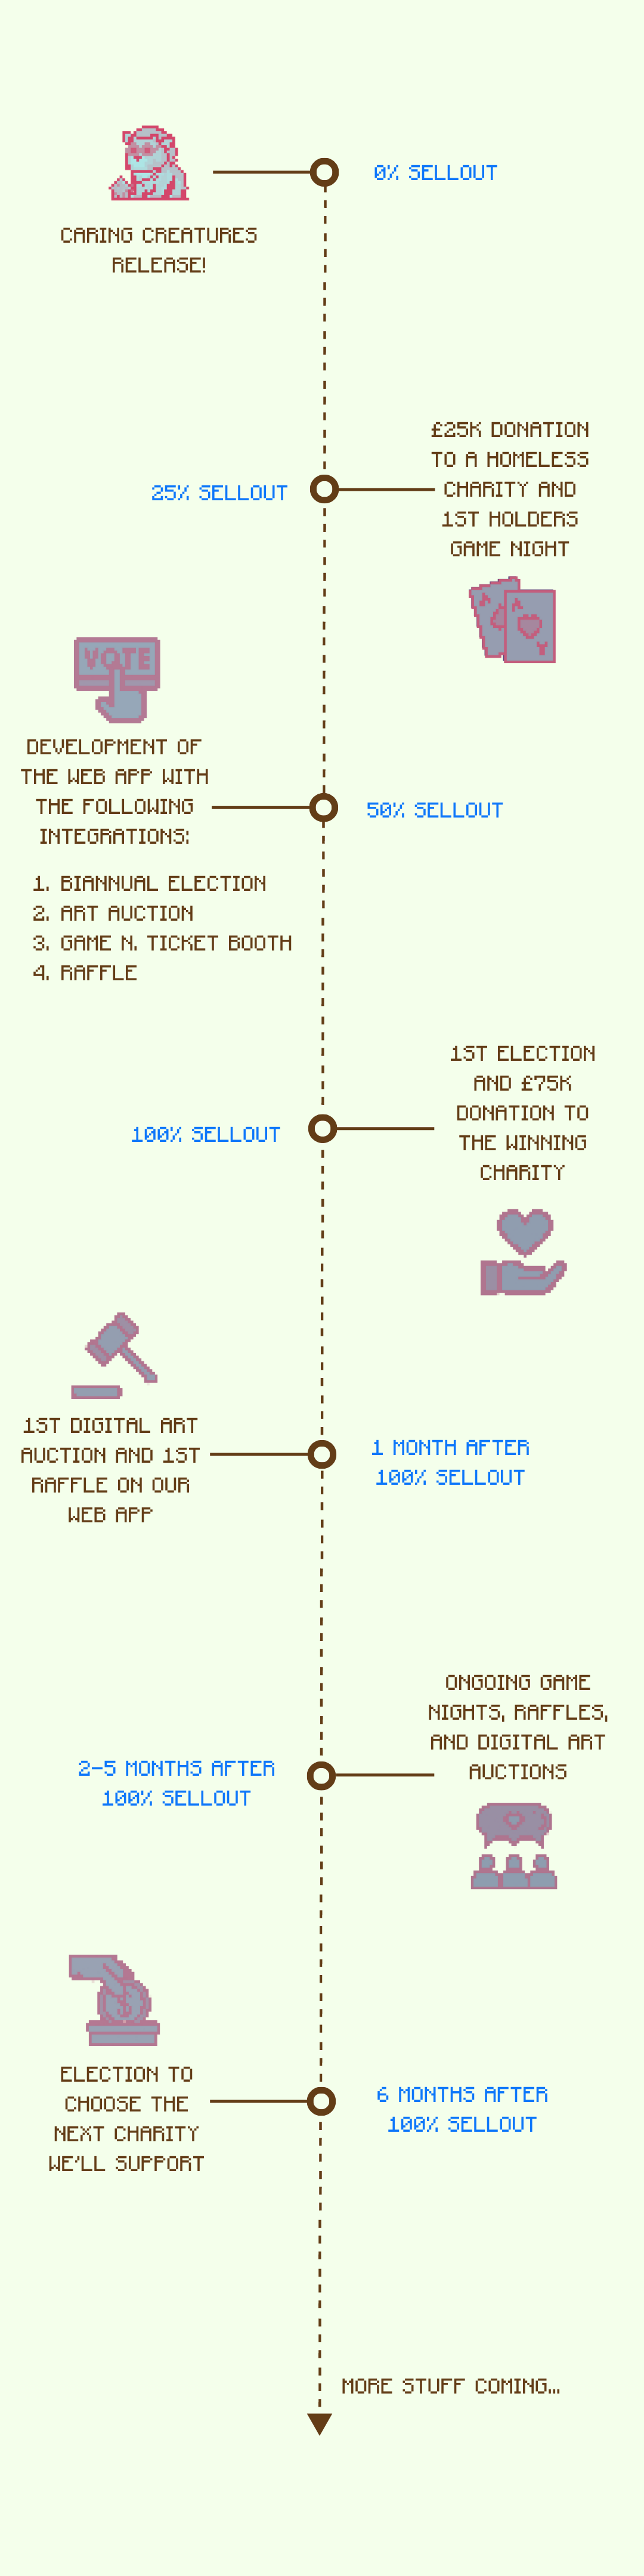 0% SELLOUT
CARING CREATURES
RELEASE!
£25K DONATION
TO A HOMELESS
CHARITY AND
1ST HOLDERS
GAME NIGHT
25% SELLOUT
A
A
A
VOTE
DEVELOPMENT OF
THE WEB APP WITH
THE FOLLOWING
INTEGRATIONS:
1. BIANNUAL ELECTION
2. ART AUCTION
3. GAME N. TICKET BOOTH
4. RAFFLE
50% SELLOUT
1ST ELECTION
AND £75K
DONATION TO
THE WINNING
CHARITY
100% SELLOUT
1ST DIGITAL ART
AUCTION AND 1ST
RAFFLE ON OUR
WEB APP
1 MONTH AFTER
100% SELLOUT
ONGOING GAME
NIGHTS, RAFFLES,
AND DIGITAL ART
AUCTIONS
2-5 MONTHS AFTER
100% SELLOUT
$
ELECTION TO
CHOOSE THE
NEXT CHARITY
WE'LL SUPPORT
6 MONTHS AFTER
100% SELLOUT
MORE STUFF COMING...